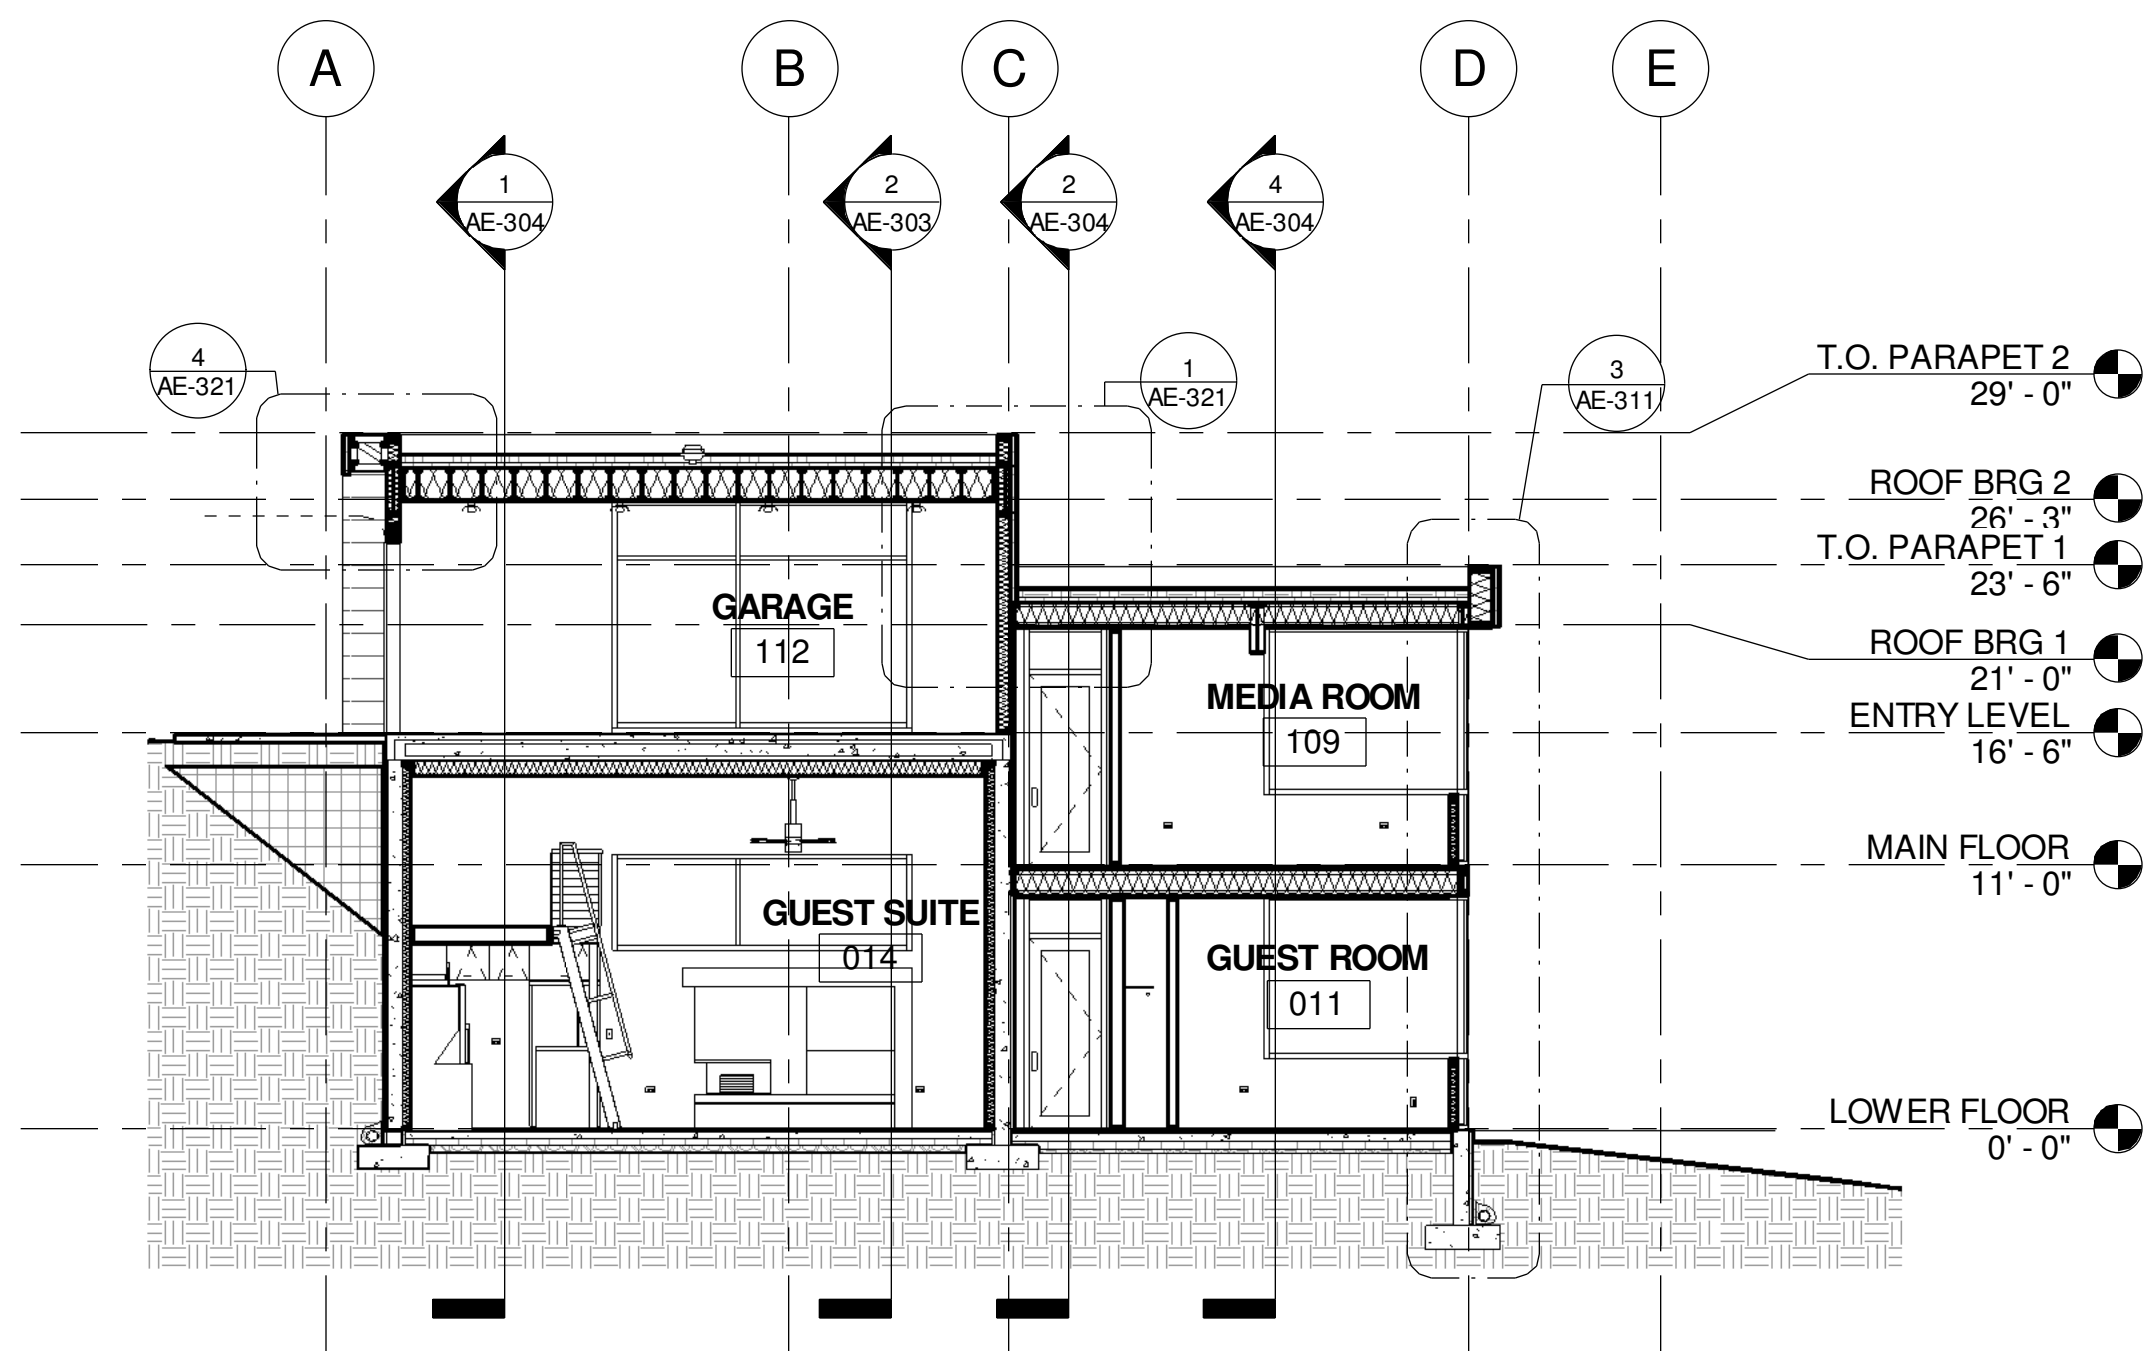 A
B
C
D
E
1
AE-304
2
AE-303
2
AE-304
4
AE-304
4
AE-321
1
AE-321
3
AE-311
T.O. PARAPET 2
29' - 0"
ROOF BRG 2
26' - 3"
T.O. PARAPET 1
23' - 6"
ROOF BRG 1
21' - 0"
ENTRY LEVEL
16' - 6"
MAIN FLOOR
11' - 0"
LOWER FLOOR
0' - 0"
GARAGE
112
MEDIA ROOM
109
GUEST SUITE
014
GUEST ROOM
011